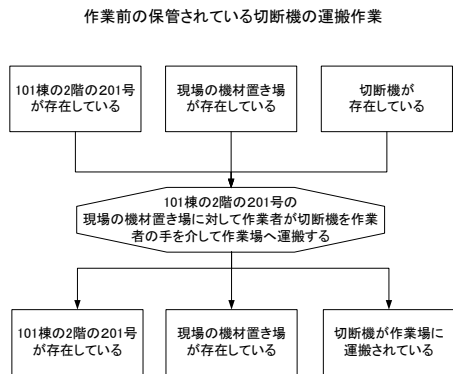 作業前の保管されている切断機の運搬作業
101棟の2階の201号
が存在している
現場の機材置き場
が存在している
切断機が
存在している
101棟の2階の201号の
現場の機材置き場に対して作業者が切断機を作業
者の手を介して作業場へ運搬する
101棟の2階の201号
が存在している
現場の機材置き場
が存在している
切断機が作業場に
運搬されている